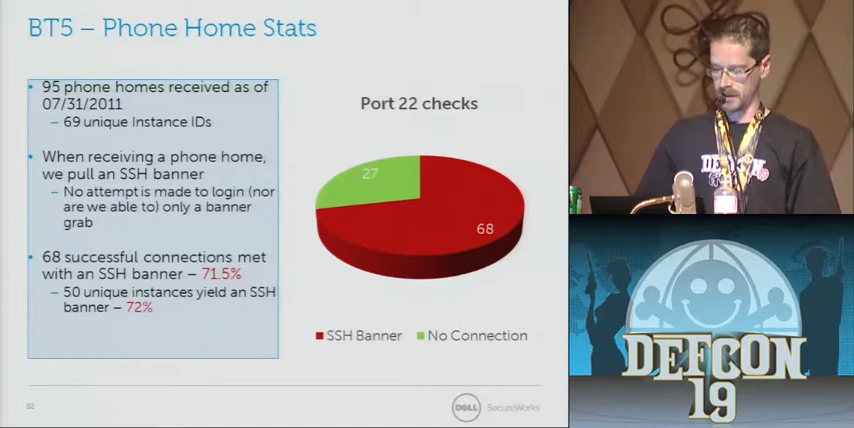 BT5 – Phone Home Stats
• 95 phone homes received as of
07/31/2011
– 69 unique Instance IDs
• When receiving a phone home,
we pull an SSH banner
– No attempt is made to login (nor
are we able to) only a banner
grab
• 68 successful connections met
with an SSH banner – 71.5%
– 50 unique instances yield an SSH
banner – 72%
Port 22 checks
27
68
SSH Banner
No Connection
52
DELL SecureWorks
DEFCON
DEFCON
19